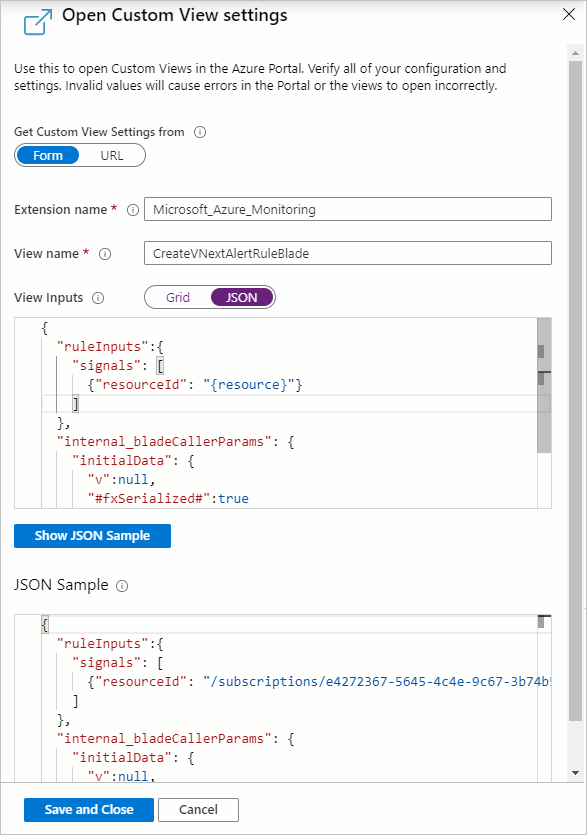 Open Custom View settings
Use this to open Custom Views in the Azure Portal. Verify all of your configuration and
settings. Invalid values will cause errors in the Portal or the views to open incorrectly.
Get Custom View Settings from
Form URL
Extension name * Microsoft_Azure_Monitoring
View name * CreateVNextAlertRuleBlade
View Inputs Grid JSON
{
"ruleInputs":{
"signals": [
{"resourceId": "{resource}"}
]
},
"internal_bladeCallerParams": {
"initialData": {
"v":null,
"#fxSerialized#":true
Show JSON Sample
JSON Sample
{
"ruleInputs":{
"signals": [
{"resourceId": "/subscriptions/e4272367-5645-4c4e-9c67-3b74b5
]
},
"internal_bladeCallerParams": {
"initialData": {
"v":null,
Save and Close Cancel